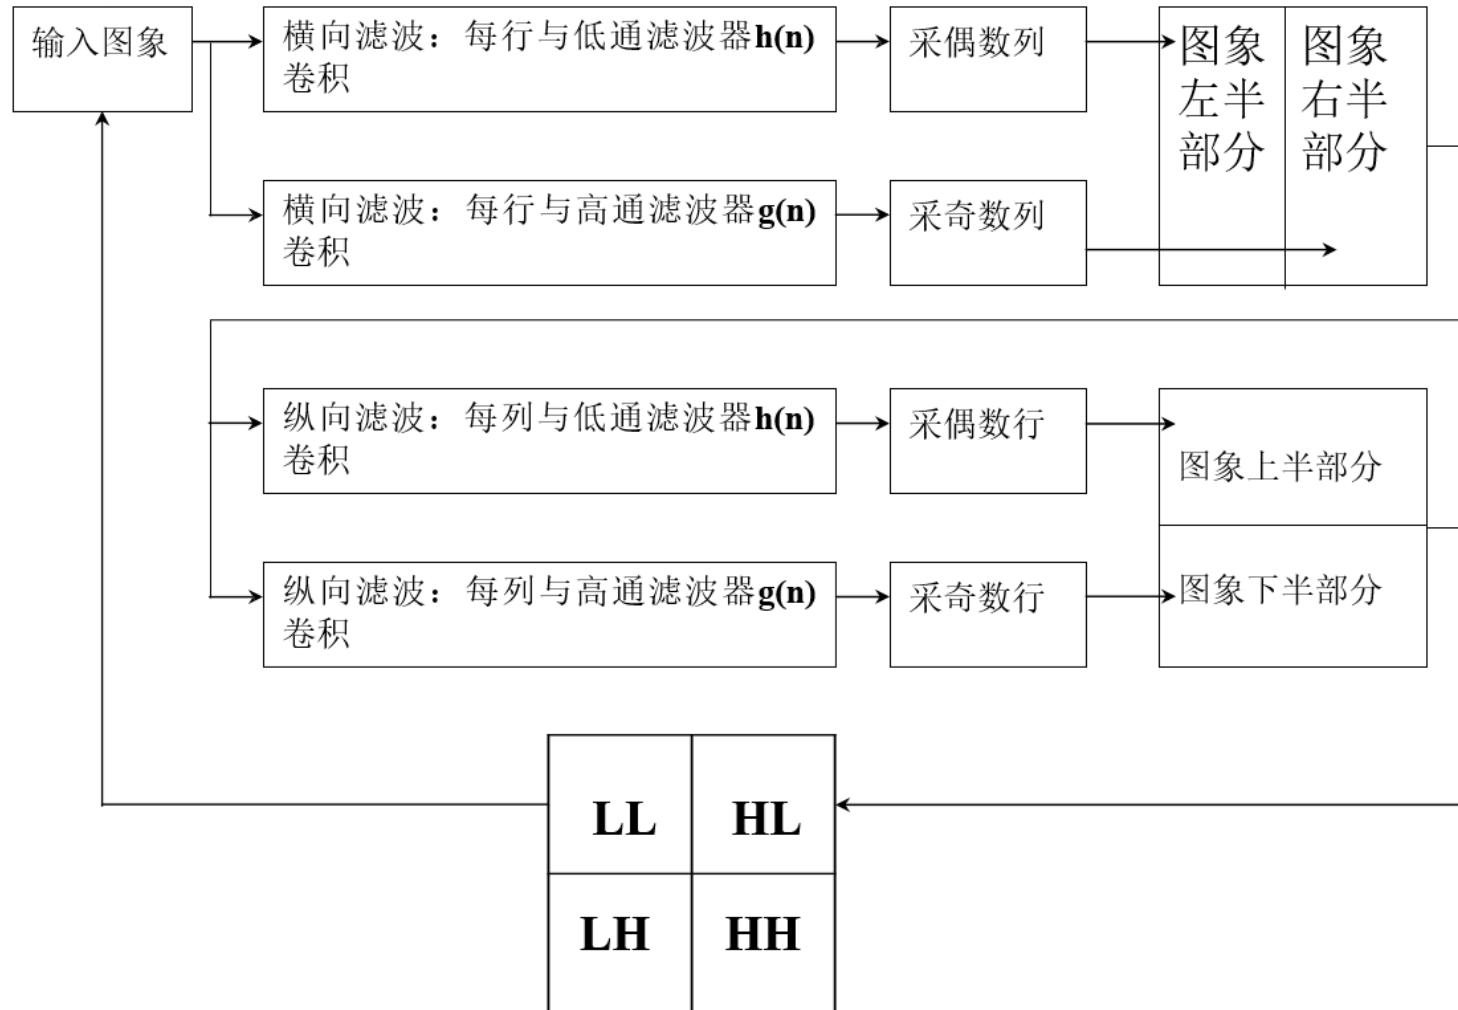 输入图象
横向滤波：每行与低通滤波器h(n)
卷积
采偶数列
图象
左半
部分
图象
右半
部分
横向滤波：每行与高通滤波器g(n)
卷积
采奇数列
纵向滤波：每列与低通滤波器h(n)
卷积
采偶数行
图象上半部分
纵向滤波：每列与高通滤波器g(n)
卷积
采奇数行
图象下半部分
LL
HL
LH
HH